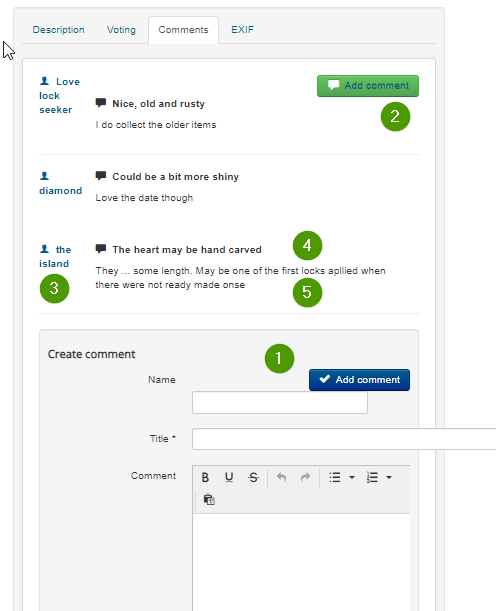 Description Voting Comments EXIF
Love
lock
seeker
Add comment
2
Nice, old and rusty
I do collect the older items
diamond
Could be a bit more shiny
Love the date though
the
island
3
The heart may be hand carved
4
They ... some length. May be one of the first locks apllied when
there were not ready made onse
5
Create comment
1
Add comment
Name
Title *
Comment
B U S